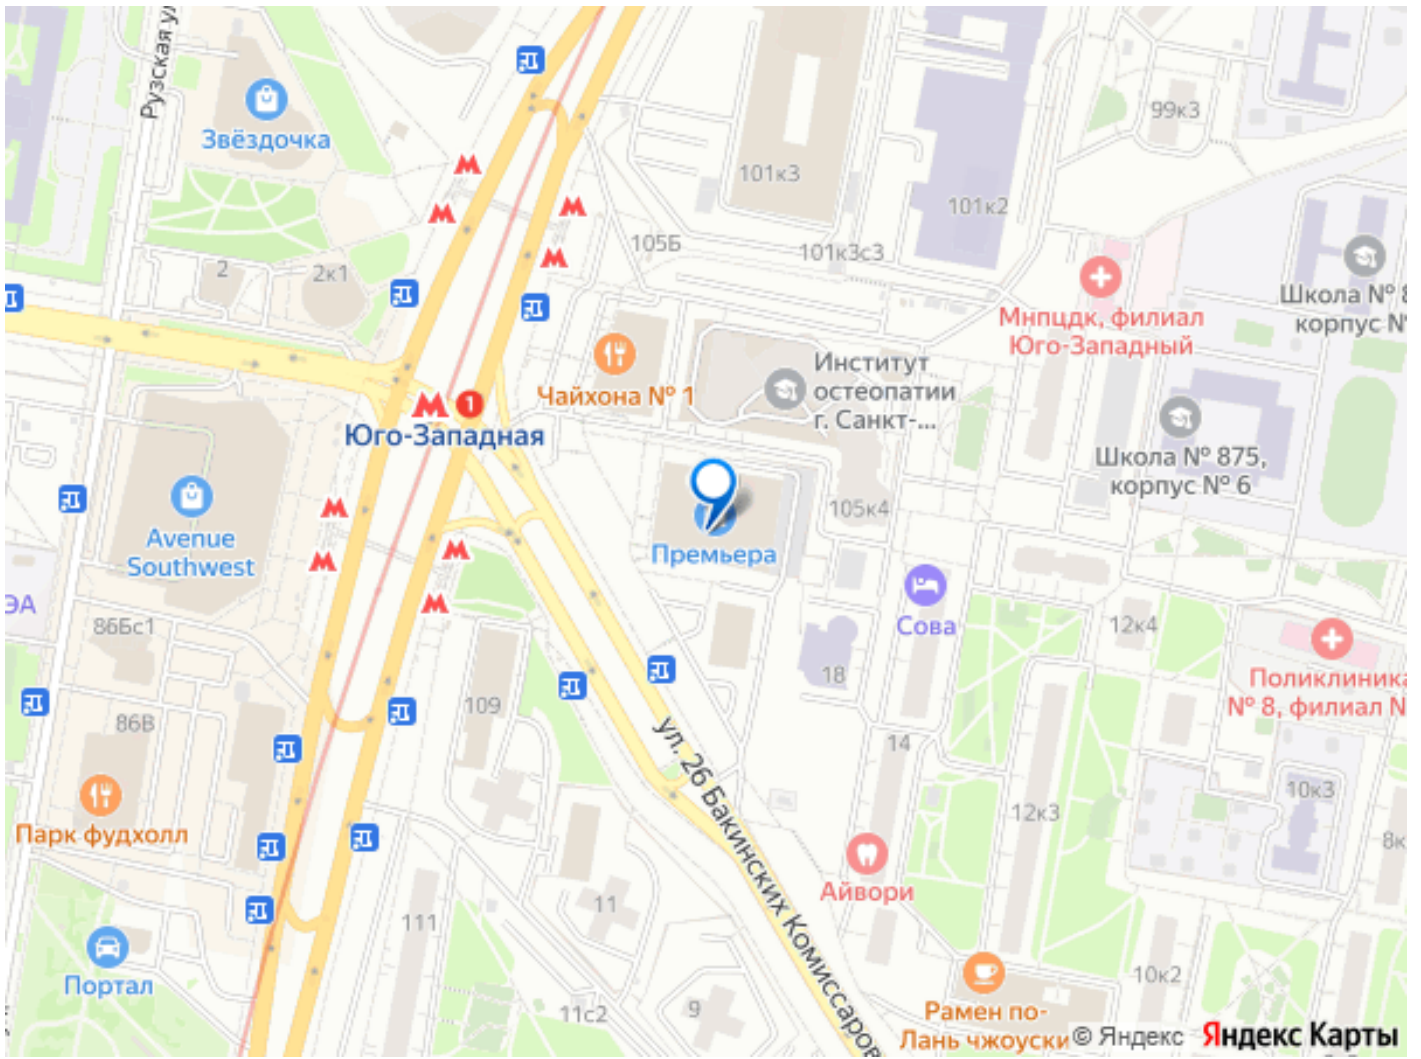 Рузская ул
Звёздочка
99к3
101к3
101к2
105Б
101к3с3
2
2к1
Мнпцдк, филиал
Юго-Западный
Школа № 8
корпус №
Чайхона № 1
Институт
остеопатии
г. Санкт-...
1
Юго-Западная
Школа № 875,
корпус № 6
Avenue
Southwest
105к4
Премьера
ЭА
86Бс1
Сова
12к4
18
Поликлиника
№ 8, филиал N
109
86В
14
ул. 26 Бакинских Комиссаров
10к3
12к3
Парк фудхолл
8к
Айвори
11
111
Портал
10к2
9
11с2
Рамен по-
Лань чжоуски
© Яндекс Яндекс Карты